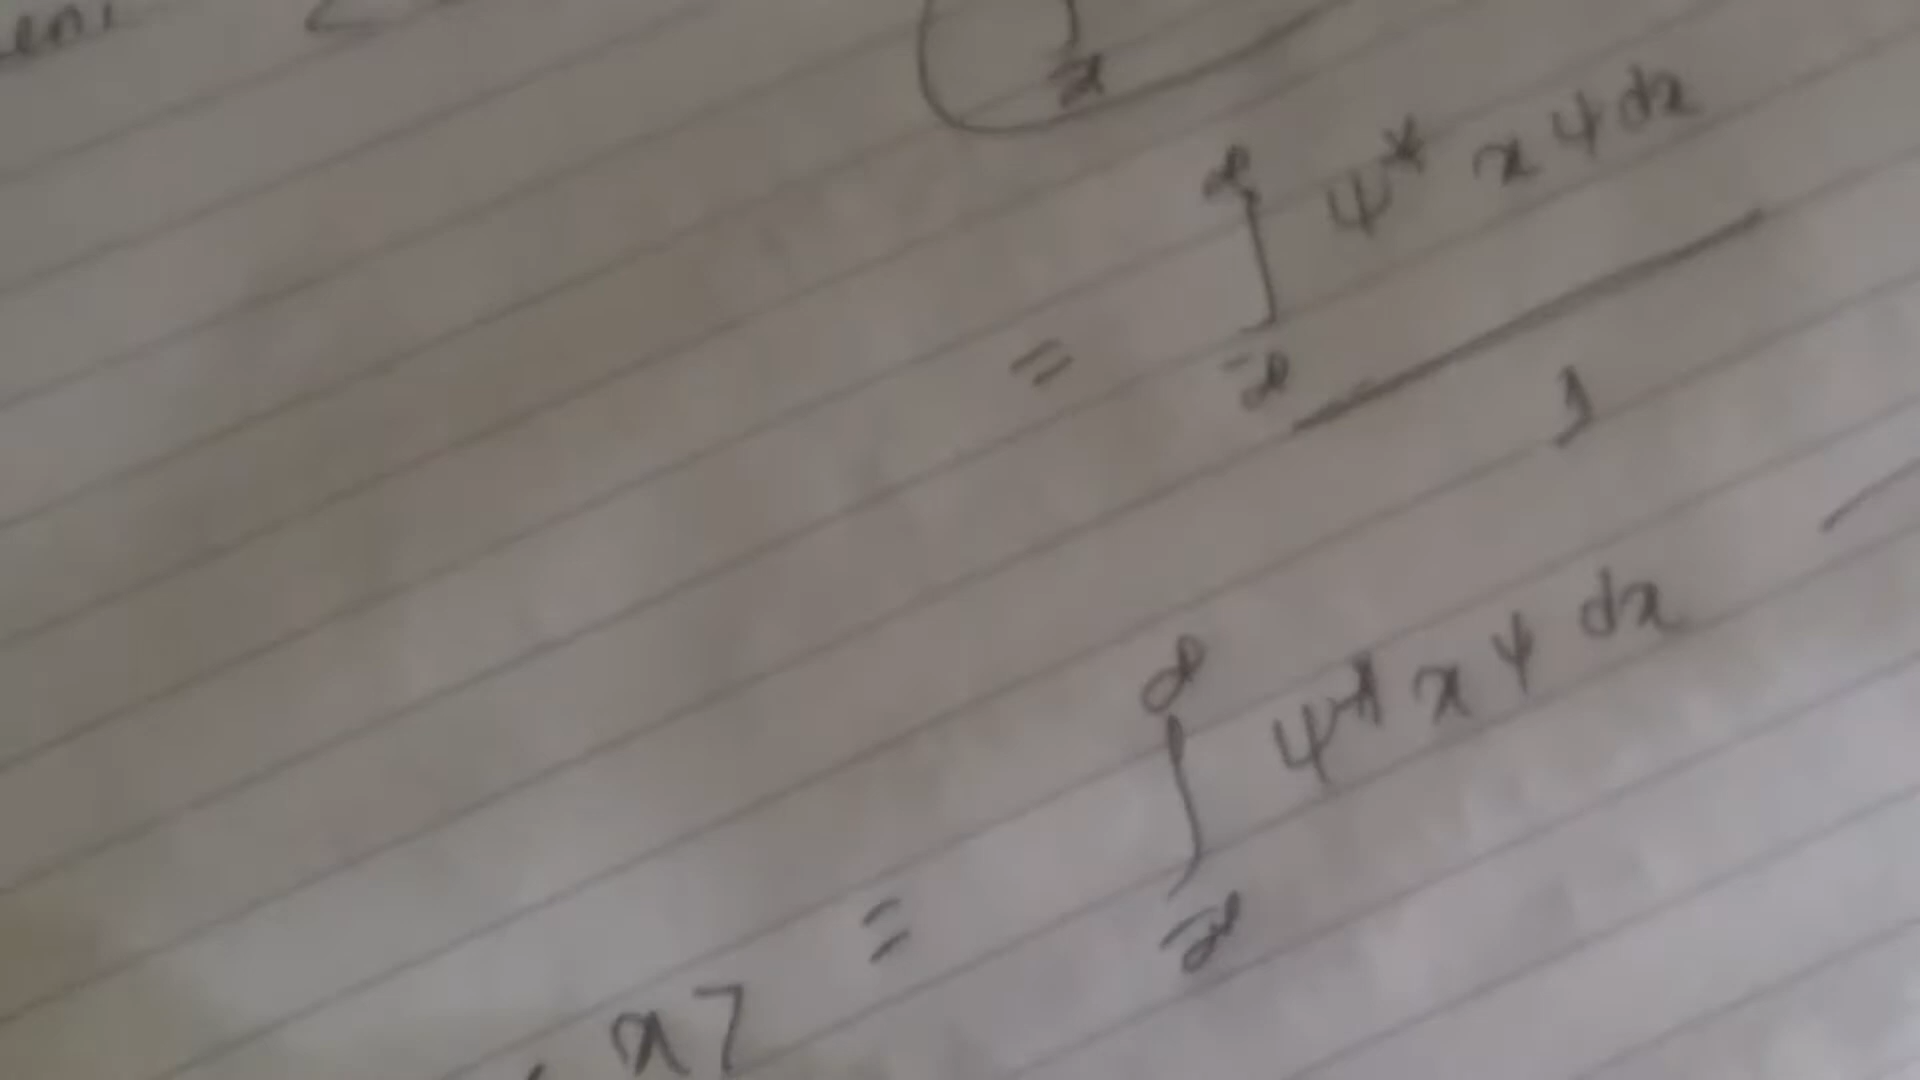 x
= ∫_{-∞}^{∞} ψ* x ψ dx
1
<x> = ∫_{-∞}^{∞} ψ* x ψ dx